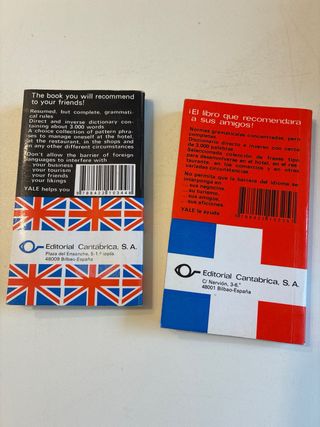 The book you will recommend
to your friends!
Resumed, but complete, grammati-
cal rules
Direct and inverse dictionary con-
taining about 3.000 words
A choice collection of pattern phra-
ses to manage oneself at the hotel,
at the restaurant, in the shops and
in any other different circumstances
Don't allow the barrier of foreign
languages to interfere with
your business
your tourism
your friends
your likings
YALE helps you
Editorial Cantábrica, S. A.
Plaza del Ensanche, 5-1.º izqda.
48009 Bilbao-España
¡El libro que recomendará
a sus amigos!
Normas gramaticales concentradas, pero
completas
Diccionario directo e inverso con cerca
de 3.000 palabras
Seleccionada colección de frases tipo
para desenvolverse en el hotel, en el res-
taurante, en los comercios y en otras
variadas circunstancias.
No permita que la barrera del idioma se
interponga en
sus negocios,
su turismo,
sus amigos,
sus aficiones
YALE le ayuda
Editorial Cantábrica, S. A.
C/ Nervión, 3-6.º
48001 Bilbao-España